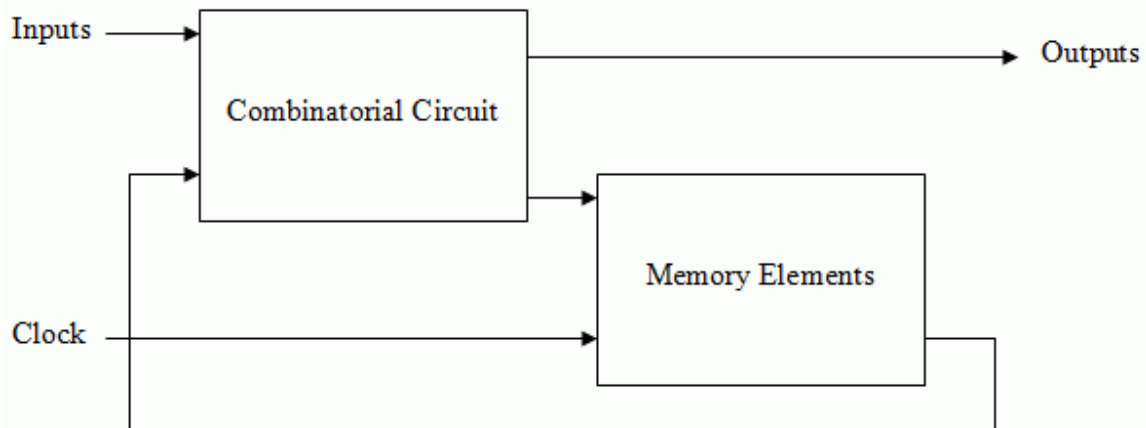 Inputs
Outputs
Combinatorial Circuit
Memory Elements
Clock